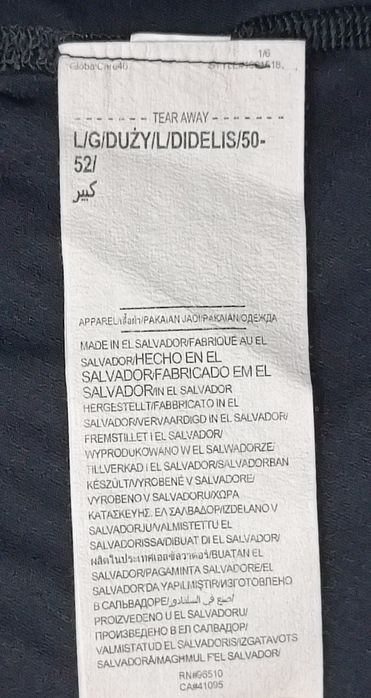 1/6
- - - - - - - TEAR AWAY - - - - - - -
L/G/DUŻY/L/DIDELIS/50-
52/
كبير
APPAREL/เสื้อผ้า/PAKAIAN JADI/PAKAIAN/ОДЕЖДА
MADE IN EL SALVADOR/FABRIQUÉ AU EL
SALVADOR/HECHO EN EL
SALVADOR/FABRICADO EM EL
SALVADOR/IN EL SALVADOR
HERGESTELLT/FABBRICATO IN EL
SALVADOR/VERVAARDIGD IN EL SALVADOR/
FREMSTILLET I EL SALVADOR/
WYPRODUKOWANO W EL SALWADORZE/
TILLVERKAD I EL SALVADOR/SALVADORBAN
KÉSZÜLT/VYROBENÉ V SALVADORE/
VYROBENO V SALVADORU/ΧΩΡΑ
ΚΑΤΑΣΚΕΥΗΣ: ΕΛ ΣΑΛΒΑΔΟΡ/IZDELANO V
SALVADORJU/VALMISTETTU EL
SALVADORISSA/DIBUAT DI EL SALVADOR/
ผลิตในประเทศเอลซัลวาดอร์/BUATAN EL
SALVADOR/PAGAMINTA SALVADORE/EL
SALVADOR'DA YAPILMIŞTIR/ИЗГОТОВЛЕНО
В САЛЬВАДОРЕ/صنع في السلفادور/
PROIZVEDENO U EL SALVADORU/
ПРОИЗВЕДЕНО В ЕЛ САЛВАДОР/
VALMISTATUD EL SALVADORIS/IZGATAVOTS
SALVADORĀ/MAGHMUL F'EL SALVADOR/
RN#96510
CA#41095